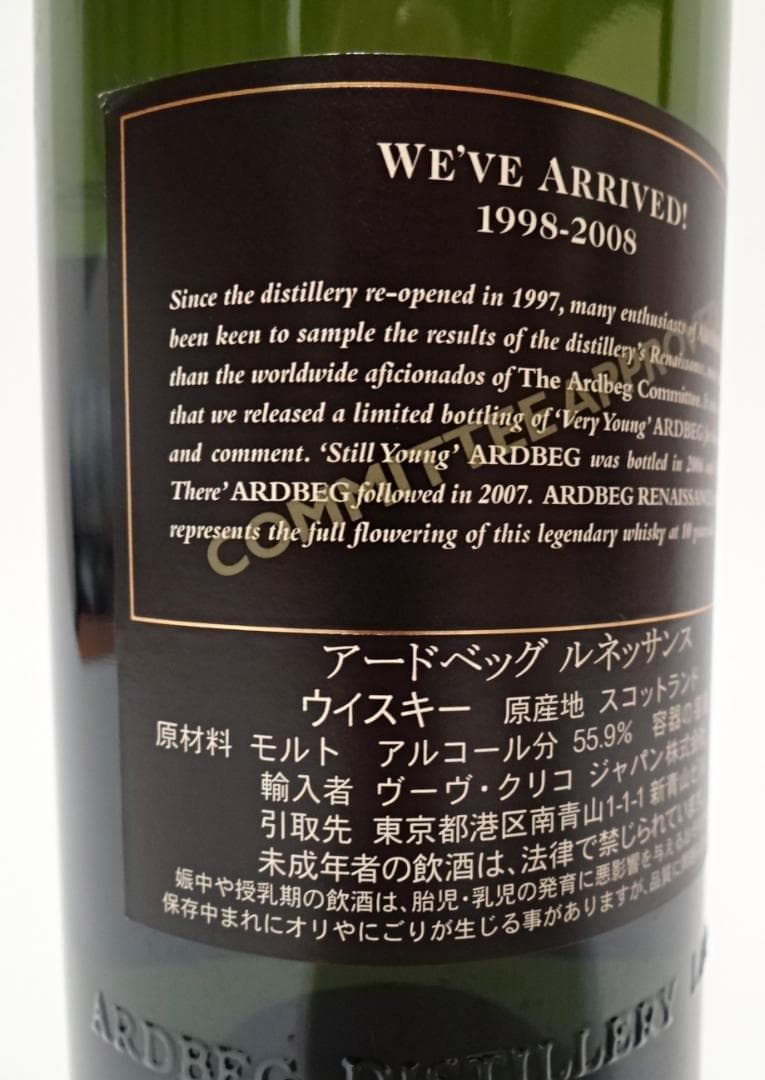 WE'VE ARRIVED!
1998-2008
Since the distillery re-opened in 1997, many enthusiasts of
been keen to sample the results of the distillery's Renaissance,
than the worldwide aficionados of The Ardbeg Committee.
that we released a limited bottling of 'Very Young' ARDBEG
and comment. 'Still Young' ARDBEG was bottled in 2006
There' ARDBEG followed in 2007. ARDBEG RENAISSANCE
represents the full flowering of this legendary whisky at 10
COMMITTEE APPRO
アードベッグ ルネッサンス
ウイスキー 原産地 スコットランド
原材料 モルト アルコール分 55.9% 容器の
輸入者 ヴーヴ・クリコ ジャパン株式会
引取先 東京都港区南青山1-1-1 新青山
未成年者の飲酒は、法律で禁じられていま
娠中や授乳期の飲酒は、胎児・乳児の発育に悪影響を与える
保存中まれにオリやにごりが生じる事がありますが、品質に
ARDBEG DISTILLERY